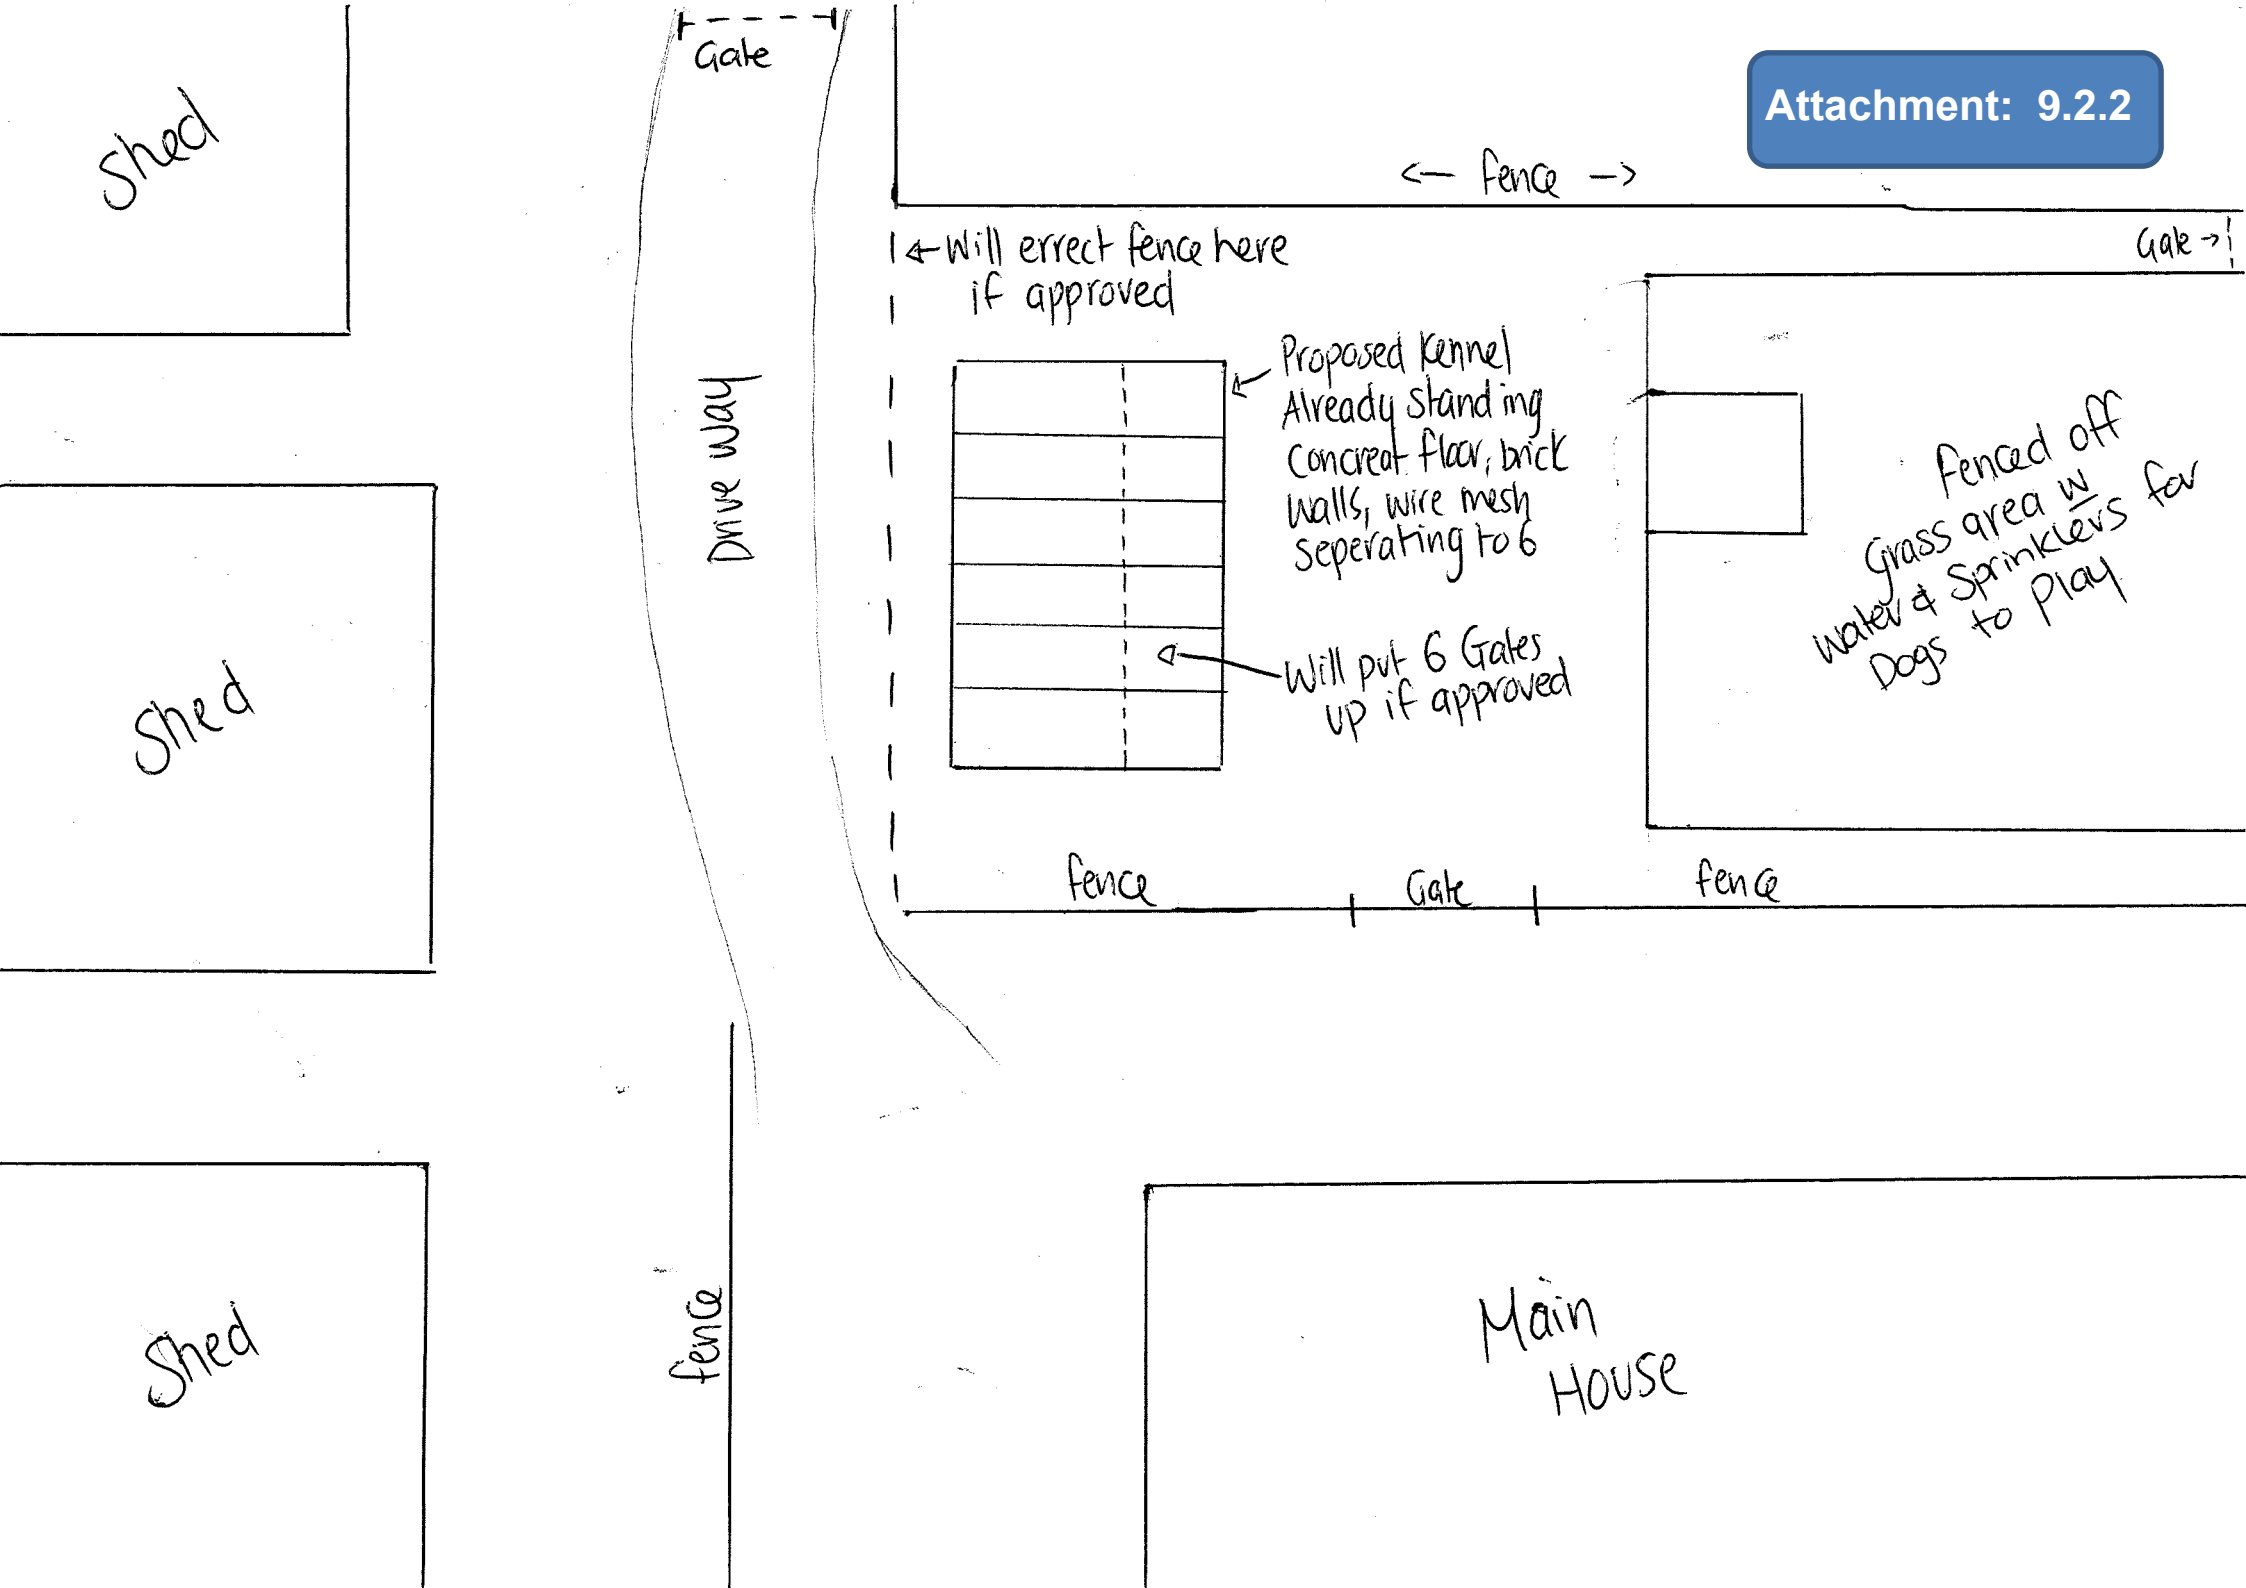 Gate
Attachment: 9.2.2
Shed
<- fence ->
<-Will errect fence here
if approved
Gate ->
Drive way
Proposed Kennel
Already Standing
Concreat floor, brick
walls, wire mesh
Seperating to 6
fenced off
Grass area w
water & Sprinklers for
Dogs to Play
Will put 6 Gates
up if approved
Shed
fence
Gate
fence
fence
Shed
Main
House